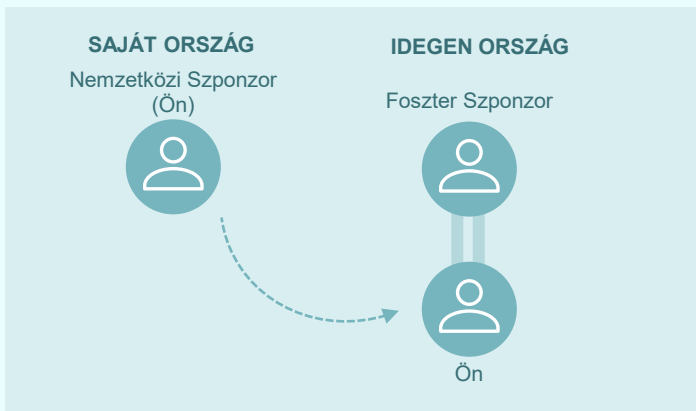 SAJÁT ORSZÁG
Nemzetközi Szponzor
(Ön)
IDEGEN ORSZÁG
Foszter Szponzor
Ön